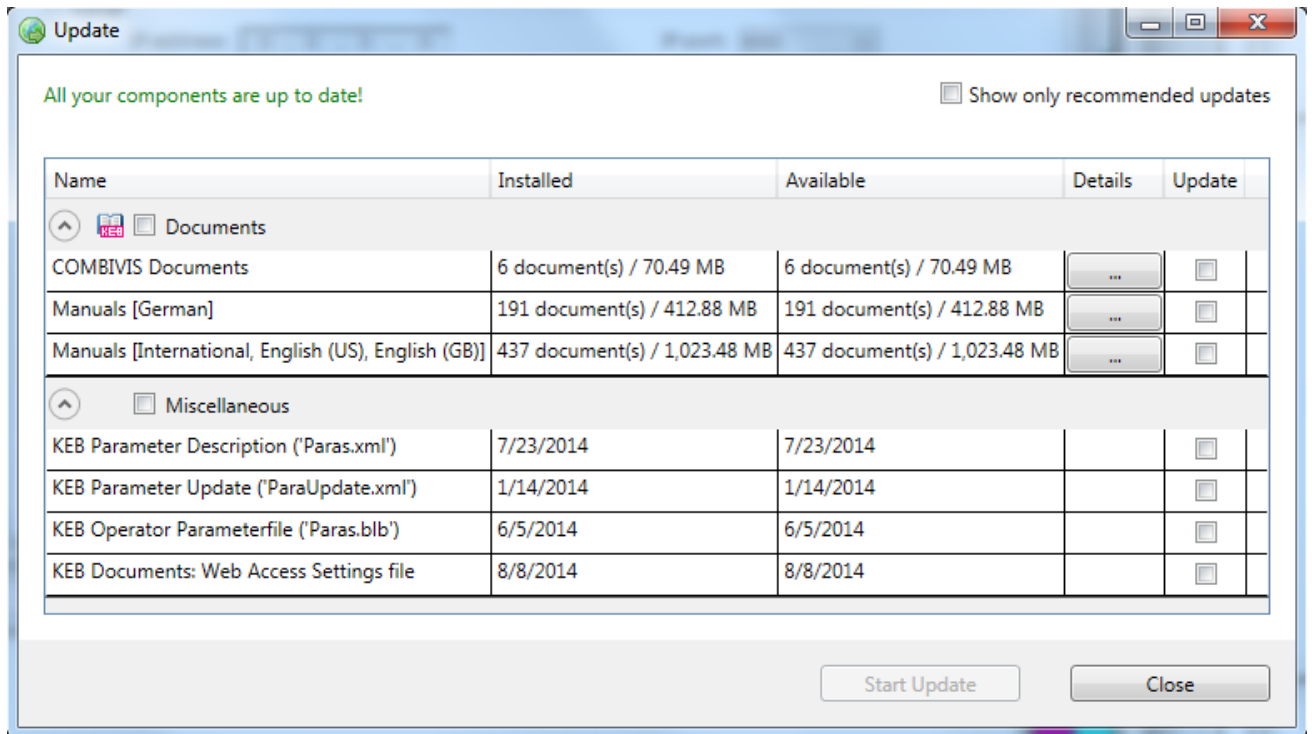 Update
All your components are up to date!
Show only recommended updates
Name Installed Available Details Update
KEB Documents
COMBIVIS Documents 6 document(s) / 70.49 MB 6 document(s) / 70.49 MB ...
Manuals [German] 191 document(s) / 412.88 MB 191 document(s) / 412.88 MB ...
Manuals [International, English (US), English (GB)] 437 document(s) / 1,023.48 MB 437 document(s) / 1,023.48 MB ...
Miscellaneous
KEB Parameter Description ('Paras.xml') 7/23/2014 7/23/2014
KEB Parameter Update ('ParaUpdate.xml') 1/14/2014 1/14/2014
KEB Operator Parameterfile ('Paras.blb') 6/5/2014 6/5/2014
KEB Documents: Web Access Settings file 8/8/2014 8/8/2014
Start Update Close